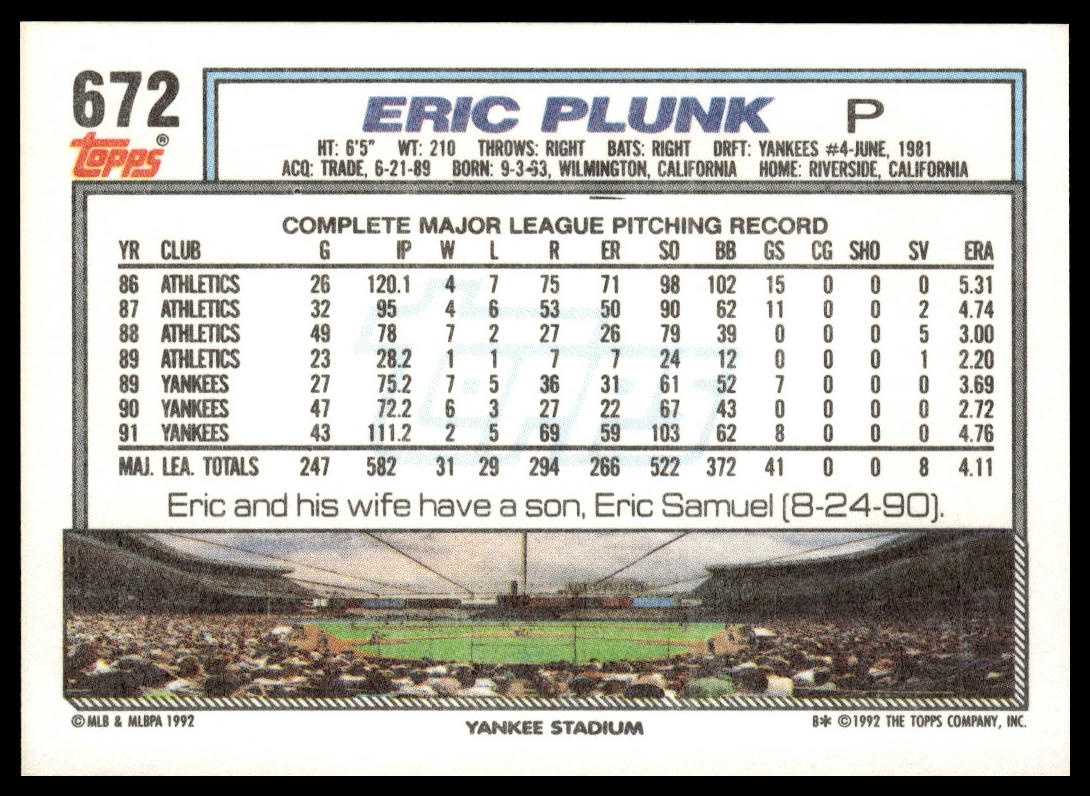 672
Topps®
ERIC PLUNK P
HT: 6'5" WT: 210 THROWS: RIGHT BATS: RIGHT DRFT: YANKEES #4-JUNE, 1981
ACQ: TRADE, 6-21-89 BORN: 9-3-63, WILMINGTON, CALIFORNIA HOME: RIVERSIDE, CALIFORNIA
COMPLETE MAJOR LEAGUE PITCHING RECORD
YR CLUB G IP W L R ER SO BB GS CG SHO SV ERA
86 ATHLETICS 26 120.1 4 7 75 71 98 102 15 0 0 0 5.31
87 ATHLETICS 32 95 4 6 53 50 90 62 11 0 0 2 4.74
88 ATHLETICS 49 78 7 2 27 26 79 39 0 0 0 5 3.00
89 ATHLETICS 23 28.2 1 1 7 7 24 12 0 0 0 1 2.20
89 YANKEES 27 75.2 7 5 36 31 61 52 7 0 0 0 3.69
90 YANKEES 47 72.2 6 3 27 22 67 43 0 0 0 0 2.72
91 YANKEES 43 111.2 2 5 69 59 103 62 8 0 0 0 4.76
MAJ. LEA. TOTALS 247 582 31 29 294 266 522 372 41 0 0 8 4.11
Topps
Eric and his wife have a son, Eric Samuel (8-24-90).
© MLB & MLBPA 1992
YANKEE STADIUM
B* © 1992 THE TOPPS COMPANY, INC.